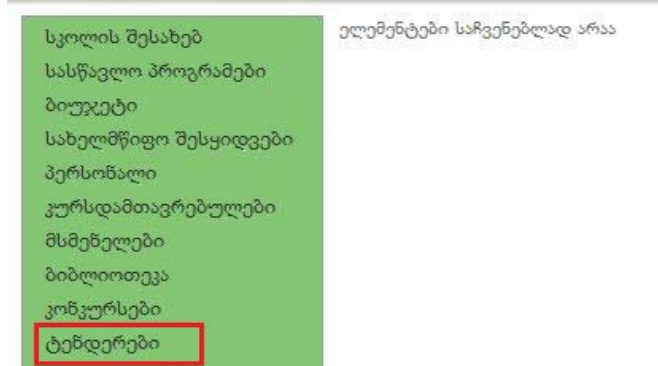 სკოლის შესახებ
ელემენტები საჩვენებლად არაა
სასწავლო პროგრამები
ბიუჯეტი
სახელმწიფო შესყიდვები
პერსონალი
კურსდამთავრებულები
მსმენელები
ბიბლიოთეკა
კონკურსები
ტენდერები